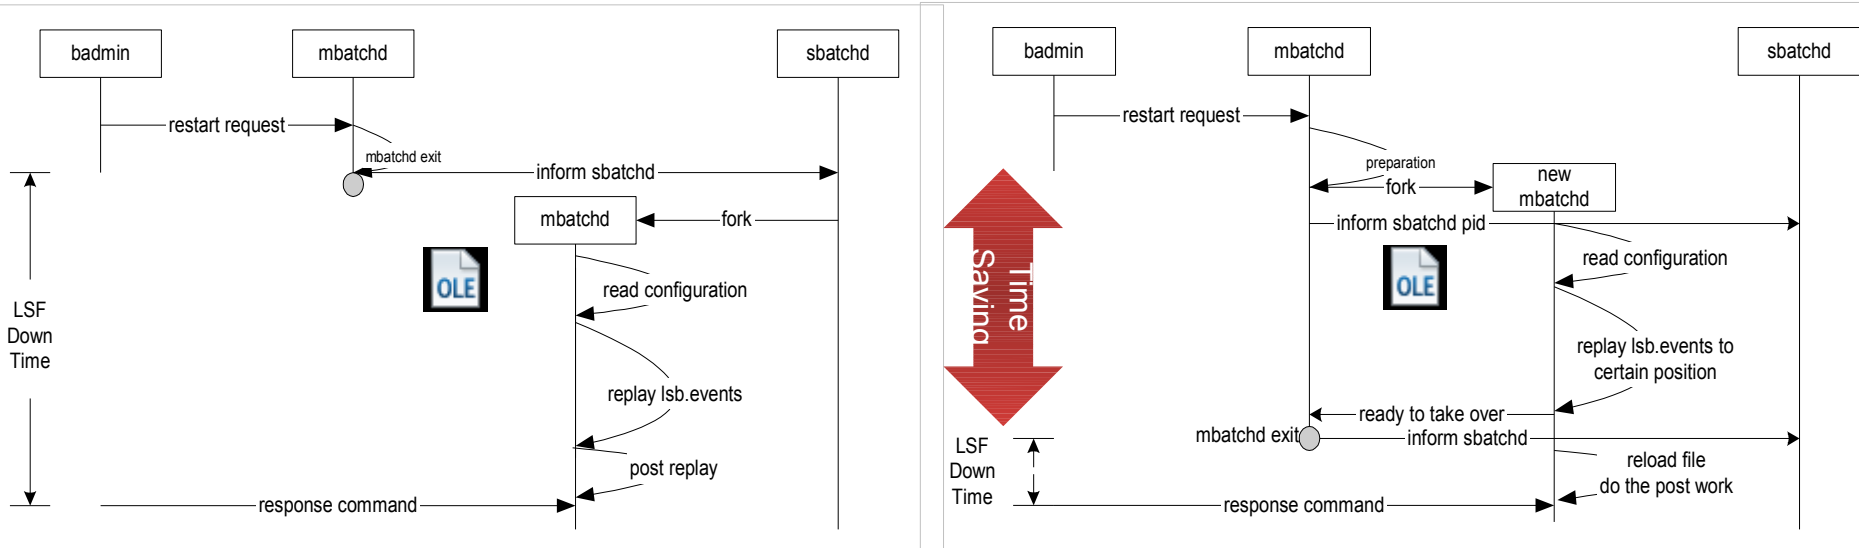 badmin
mbatchd
sbatchd
restart request
mbatchd exit
inform sbatchd
mbatchd
fork
OLE
read configuration
LSF
Down
Time
replay lsb.events
post replay
response command
badmin
mbatchd
sbatchd
restart request
preparation
fork
new
mbatchd
inform sbatchd pid
read configuration
OLE
Time
Saving
replay lsb.events to
certain position
ready to take over
mbatchd exit
inform sbatchd
LSF
Down
Time
reload file
do the post work
response command